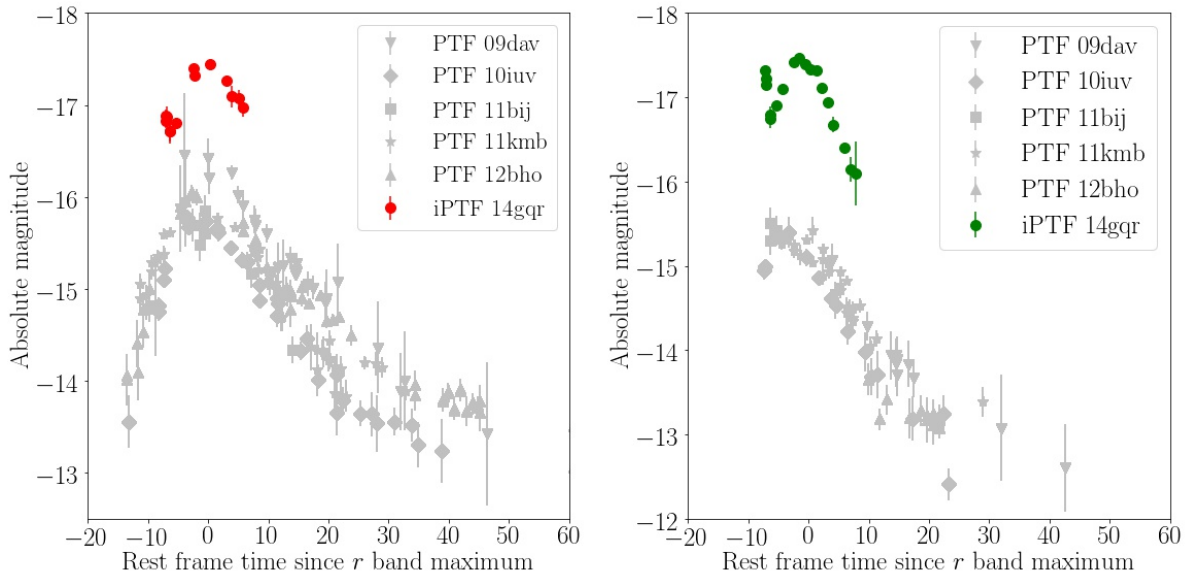 −18
−17
−16
−15
−14
−13
−20
−10
0
10
20
30
40
50
60
Absolute magnitude
Rest frame time since r band maximum
PTF 09dav
PTF 10iuv
PTF 11bij
PTF 11kmb
PTF 12bho
iPTF 14gqr
−18
−17
−16
−15
−14
−13
−12
−20
−10
0
10
20
30
40
50
60
Absolute magnitude
Rest frame time since r band maximum
PTF 09dav
PTF 10iuv
PTF 11bij
PTF 11kmb
PTF 12bho
iPTF 14gqr